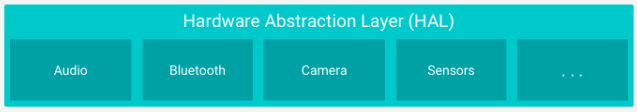 Hardware Abstraction Layer (HAL)
Audio Bluetooth Camera Sensors . . .